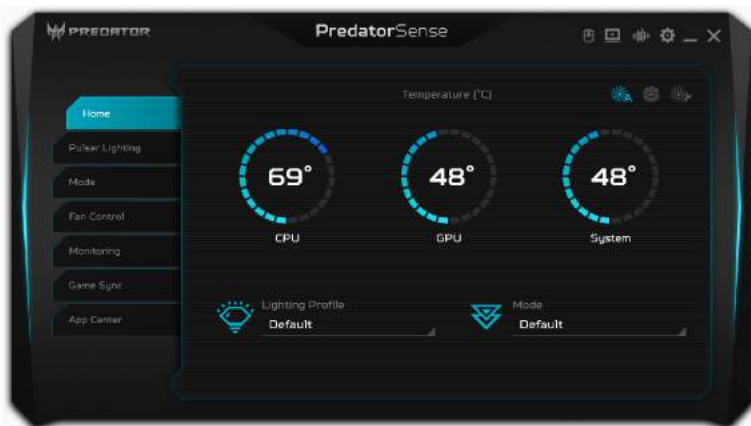 PREDATOR
PredatorSense
Temperature (°C)
Home
Pulsar Lighting
Mode
Fan Control
Monitoring
Game Sync
App Center
69°
48°
48°
CPU
GPU
System
Lighting Profile
Default
Mode
Default